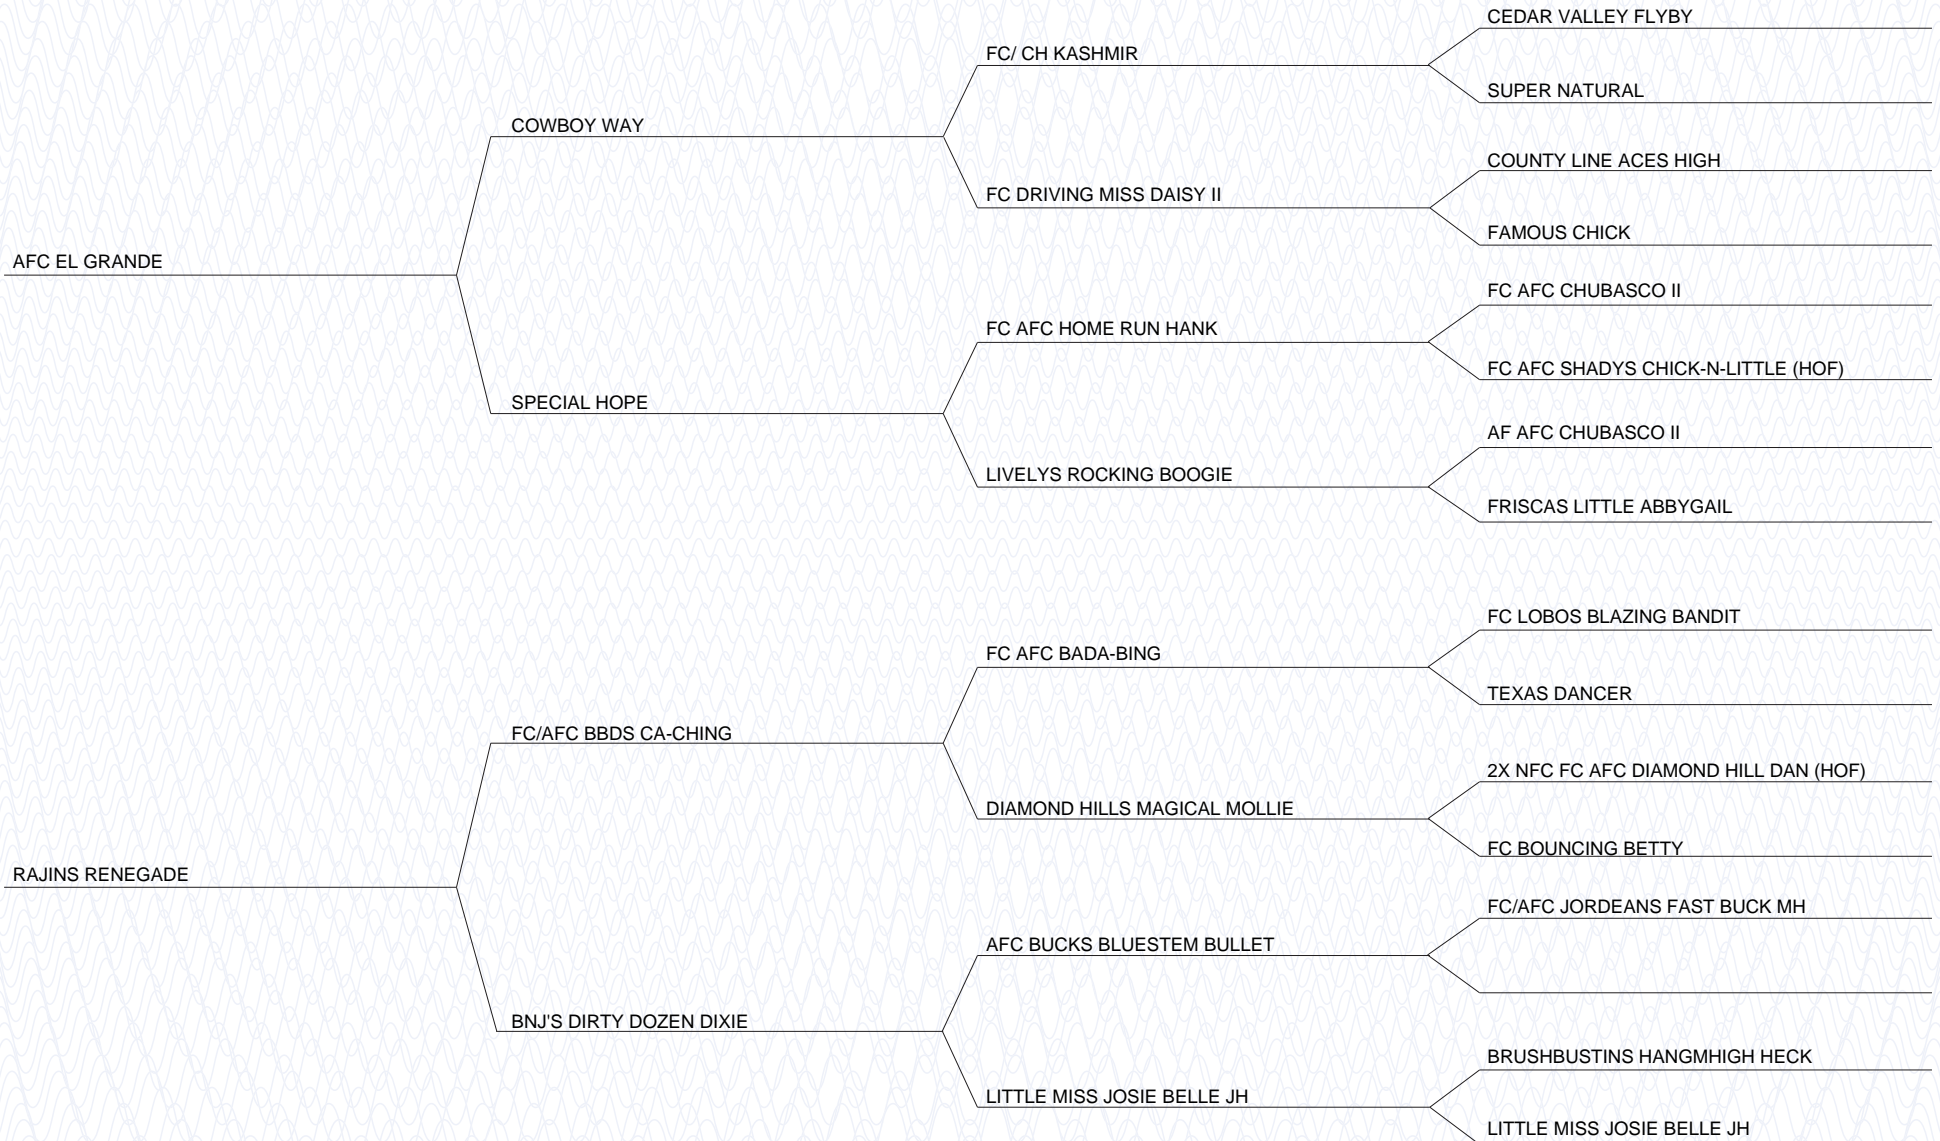 CEDAR VALLEY FLYBY
FC/ CH KASHMIR
SUPER NATURAL
COWBOY WAY
COUNTY LINE ACES HIGH
FC DRIVING MISS DAISY II
FAMOUS CHICK
AFC EL GRANDE
FC AFC CHUBASCO II
FC AFC HOME RUN HANK
FC AFC SHADYS CHICK-N-LITTLE (HOF)
SPECIAL HOPE
AF AFC CHUBASCO II
LIVELYS ROCKING BOOGIE
FRISCAS LITTLE ABBYGAIL
FC LOBOS BLAZING BANDIT
FC AFC BADA-BING
TEXAS DANCER
FC/AFC BBDS CA-CHING
2X NFC FC AFC DIAMOND HILL DAN (HOF)
DIAMOND HILLS MAGICAL MOLLIE
FC BOUNCING BETTY
RAJINS RENEGADE
FC/AFC JORDEANS FAST BUCK MH
AFC BUCKS BLUESTEM BULLET
BNJ'S DIRTY DOZEN DIXIE
BRUSHBUSTINS HANGMHIGH HECK
LITTLE MISS JOSIE BELLE JH
LITTLE MISS JOSIE BELLE JH